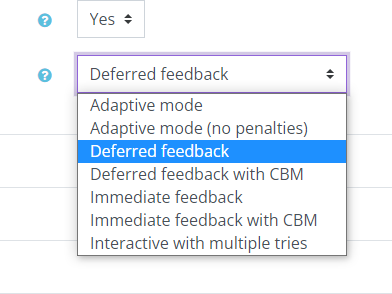 Yes
Deferred feedback
Adaptive mode
Adaptive mode (no penalties)
Deferred feedback
Deferred feedback with CBM
Immediate feedback
Immediate feedback with CBM
Interactive with multiple tries